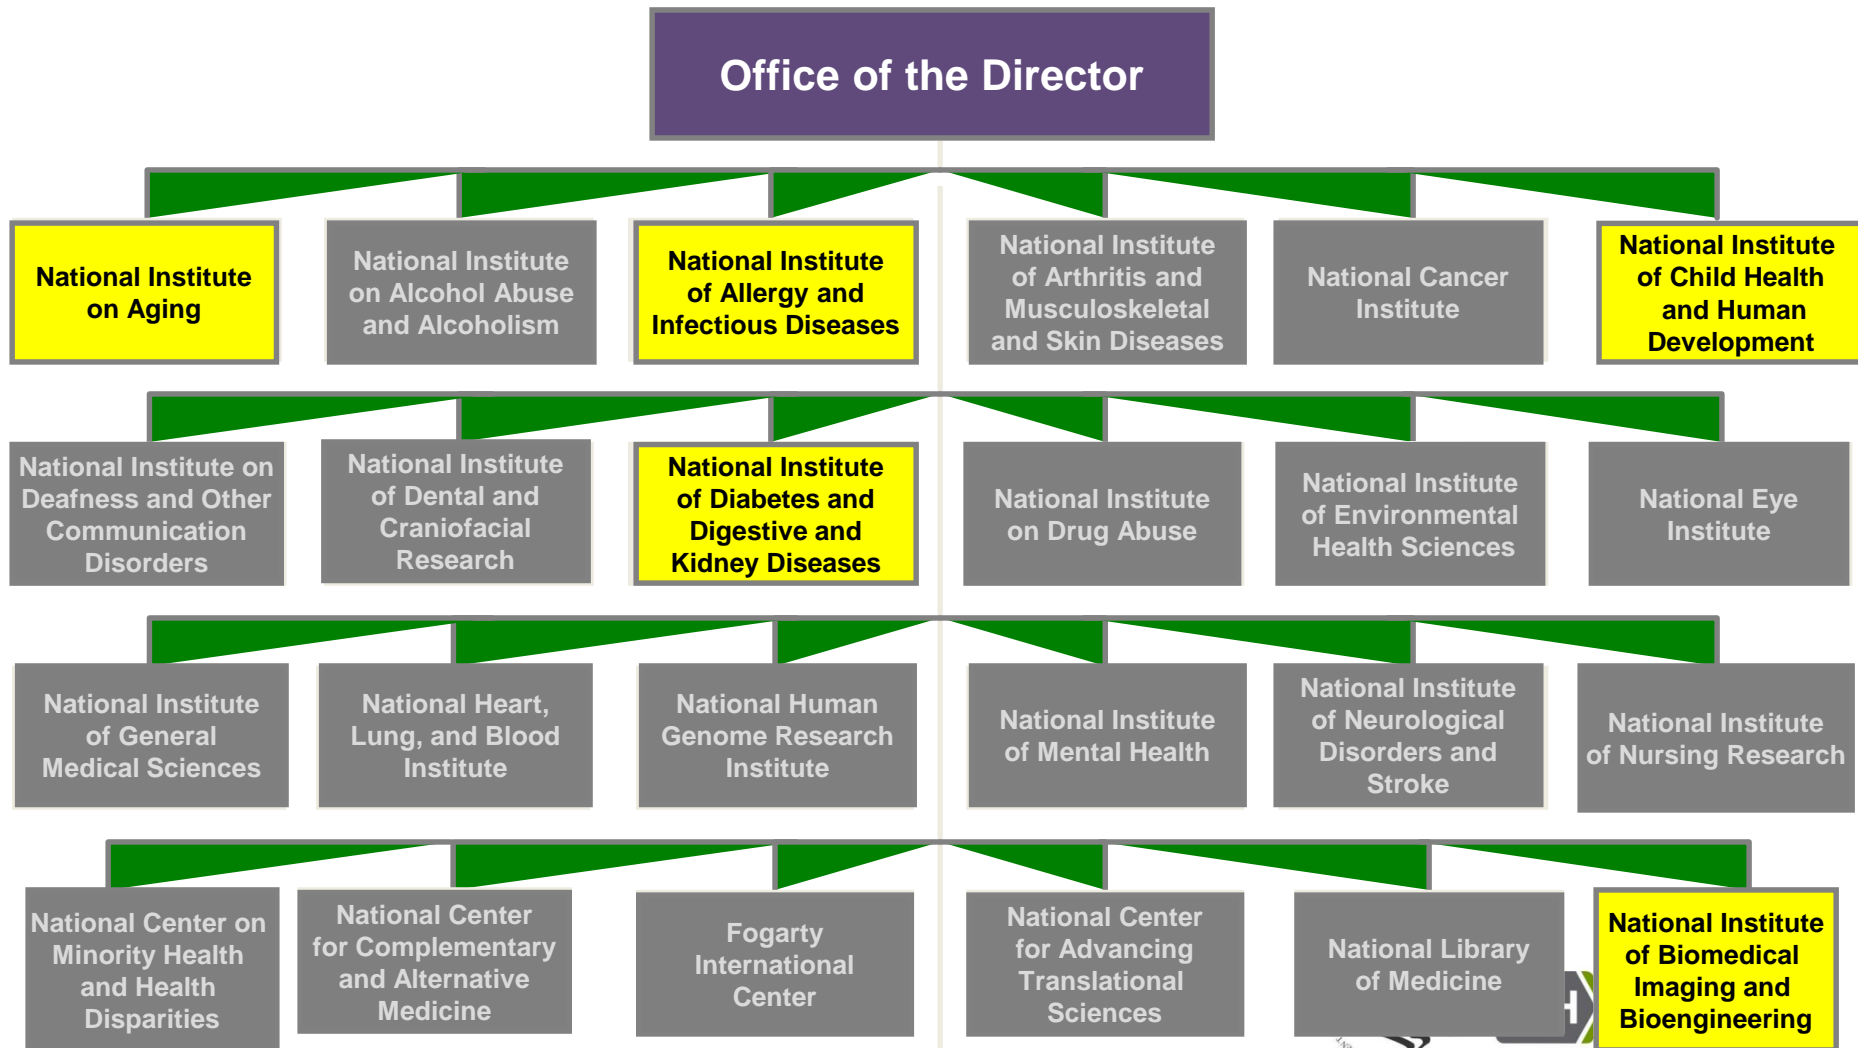 Office of the Director
National Institute
on Aging
National Institute
on Alcohol Abuse
and Alcoholism
National Institute
of Allergy and
Infectious Diseases
National Institute
of Arthritis and
Musculoskeletal
and Skin Diseases
National Cancer
Institute
National Institute
of Child Health
and Human
Development
National Institute on
Deafness and Other
Communication
Disorders
National Institute
of Dental and
Craniofacial
Research
National Institute
of Diabetes and
Digestive and
Kidney Diseases
National Institute
on Drug Abuse
National Institute
of Environmental
Health Sciences
National Eye
Institute
National Institute
of General
Medical Sciences
National Heart,
Lung, and Blood
Institute
National Human
Genome Research
Institute
National Institute
of Mental Health
National Institute
of Neurological
Disorders and
Stroke
National Institute
of Nursing Research
National Center on
Minority Health
and Health
Disparities
National Center
for Complementary
and Alternative
Medicine
Fogarty
International
Center
National Center
for Advancing
Translational
Sciences
National Library
of Medicine
National Institute
of Biomedical
Imaging and
Bioengineering